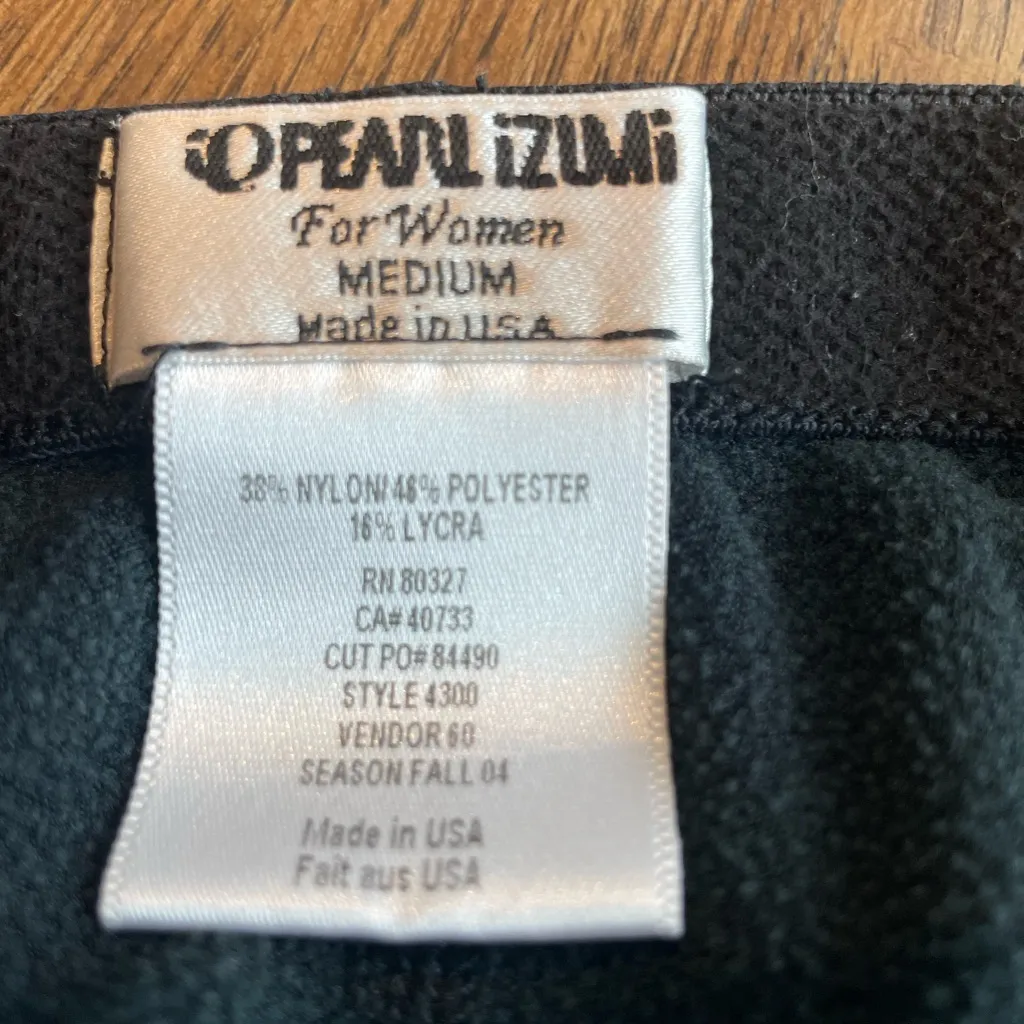 PEARL iZUMi
For Women
MEDIUM
Made in USA
38% NYLON/ 46% POLYESTER
16% LYCRA
RN 80327
CA# 40733
CUT PO# 84490
STYLE 4300
VENDOR 60
SEASON FALL 04
Made in USA
Fait aus USA